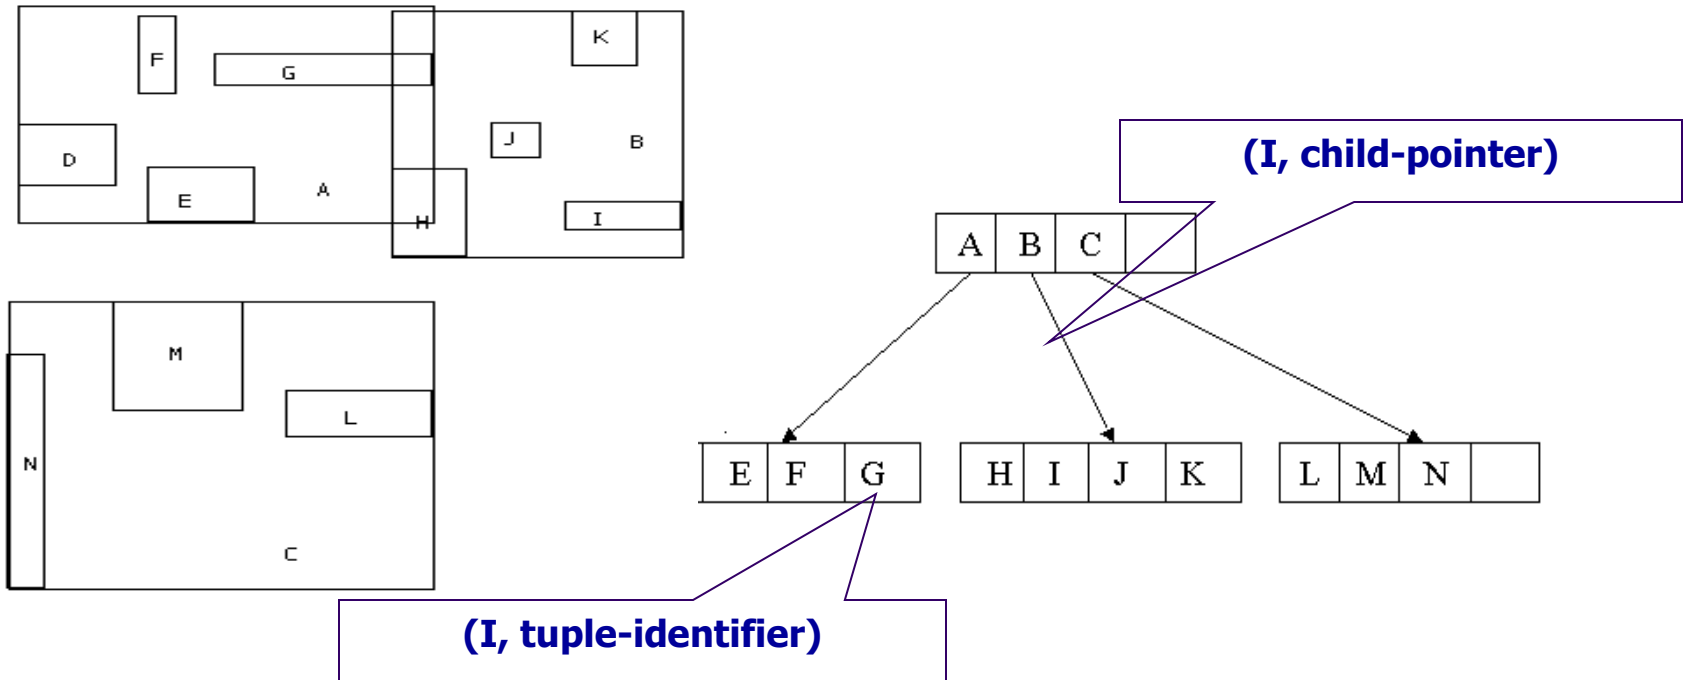 F
G
K
D
E
A
J
B
H
I
M
L
N
C
(I, child-pointer)
A B C
E F G
H I J K
L M N
(I, tuple-identifier)